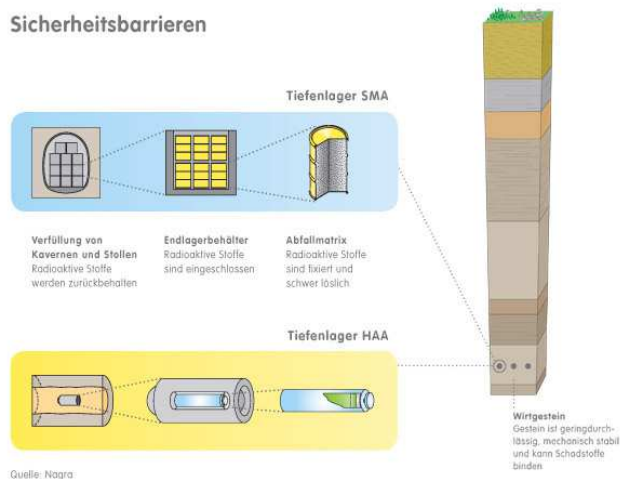 Sicherheitsbarrieren
Tiefenlager SMA
Verfüllung von
Kavernen und Stollen
Radioaktive Stoffe
werden zurückbehalten
Endlagerbehälter
Radioaktive Stoffe
sind eingeschlossen
Abfallmatrix
Radioaktive Stoffe
sind fixiert und
schwer löslich
Tiefenlager HAA
Wirtgestein
Gestein ist geringdurch-
lässig, mechanisch stabil
und kann Schadstoffe
binden
Quelle: Nagra